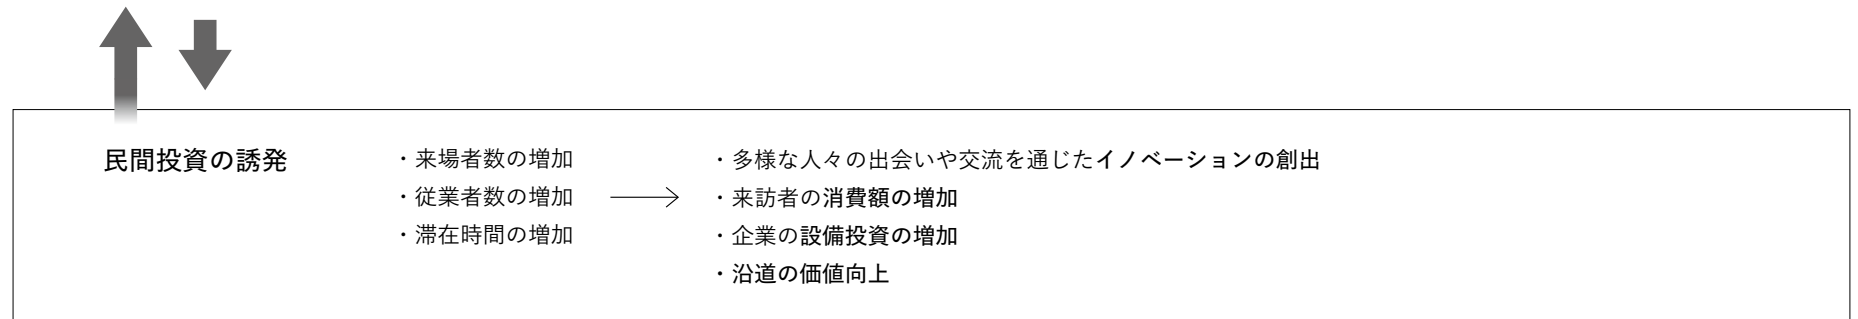 民間投資の誘発
・来場者数の増加
・従業者数の増加
・滞在時間の増加
・多様な人々の出会いや交流を通じたイノベーションの創出
・来訪者の消費額の増加
・企業の設備投資の増加
・沿道の価値向上